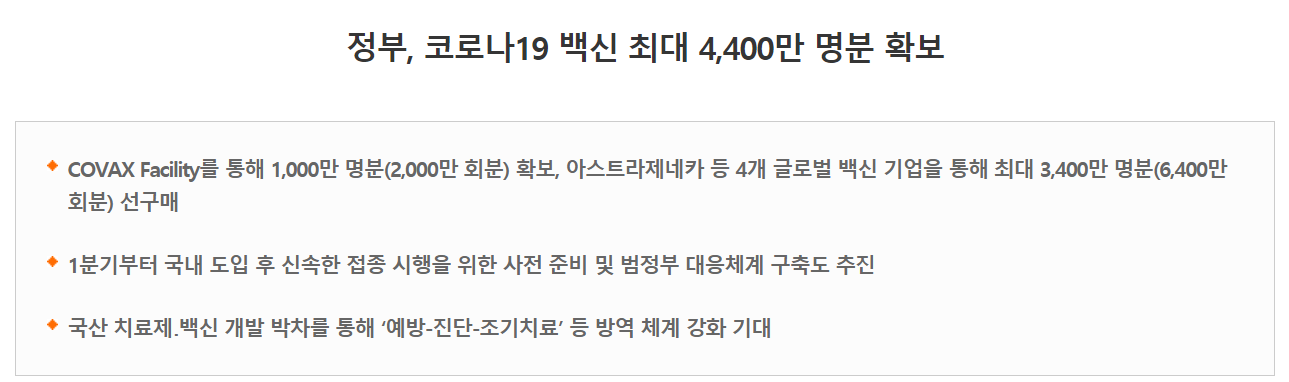 정부, 코로나19 백신 최대 4,400만 명분 확보
COVAX Facility를 통해 1,000만 명분(2,000만 회분) 확보, 아스트라제네카 등 4개 글로벌 백신 기업을 통해 최대 3,400만 명분(6,400만
회분) 선구매
1분기부터 국내 도입 후 신속한 접종 시행을 위한 사전 준비 및 범정부 대응체계 구축도 추진
국산 치료제.백신 개발 박차를 통해 ‘예방-진단-조기치료’ 등 방역 체계 강화 기대